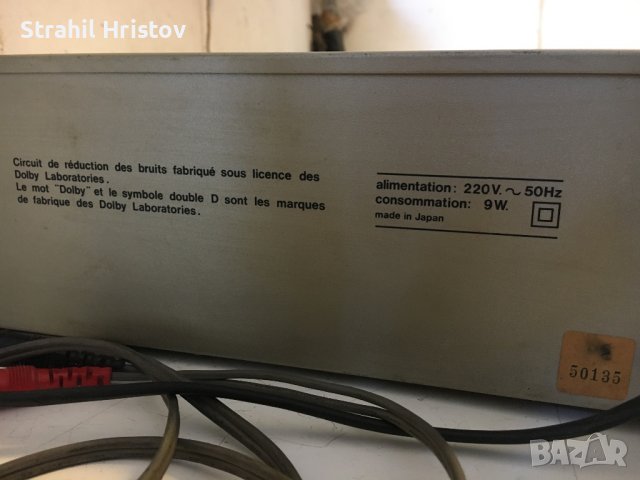 Strahil Hristov
Circuit de réduction des bruits fabriqué sous licence des
Dolby Laboratories.
Le mot ¨Dolby¨ et le symbole double D sont les marques
de fabrique des Dolby Laboratories.
alimentation: 220V. ~ 50Hz
consommation: 9W.
made in Japan
50135
BAZAR